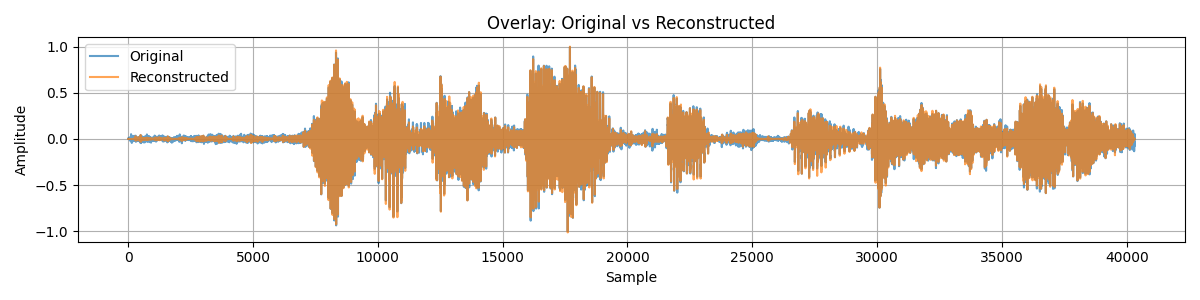 Overlay: Original vs Reconstructed
Original
Reconstructed
1.0
0.5
0.0
−0.5
−1.0
Amplitude
0 5000 10000 15000 20000 25000 30000 35000 40000
Sample